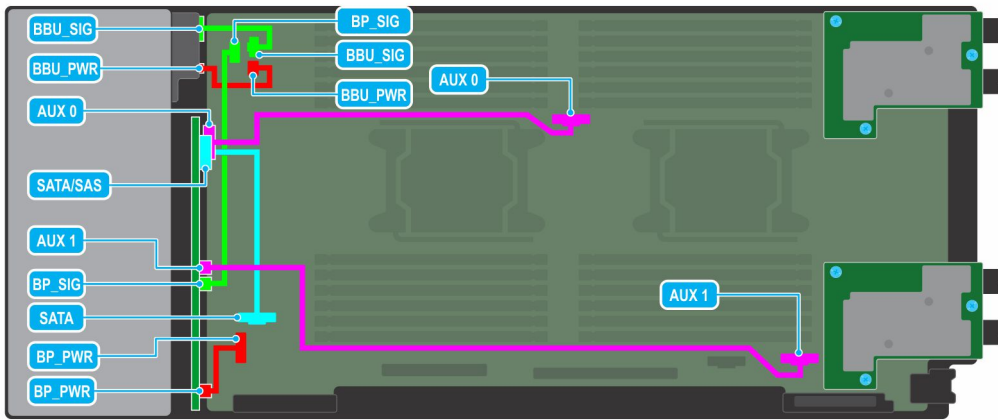 BBU_SIG
BBU_PWR
AUX 0
SATA/SAS
AUX 1
BP_SIG
SATA
BP_PWR
BP_PWR
BP_SIG
BBU_SIG
BBU_PWR
AUX 0
AUX 1